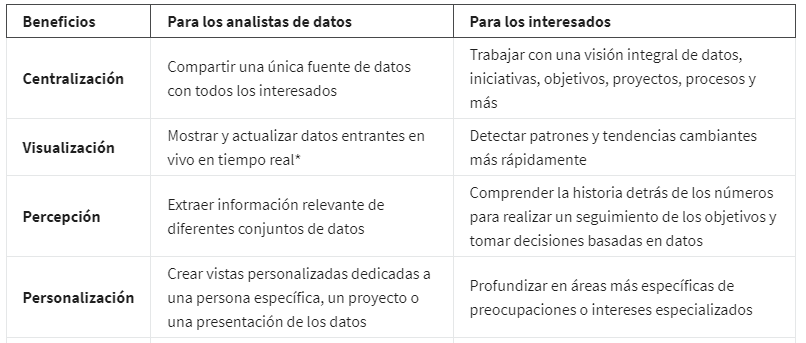 Beneficios Para los analistas de datos Para los interesados
Centralización
Compartir una única fuente de datos
con todos los interesados
Trabajar con una visión integral de datos,
iniciativas, objetivos, proyectos, procesos y
más
Visualización
Mostrar y actualizar datos entrantes en
vivo en tiempo real*
Detectar patrones y tendencias cambiantes
más rápidamente
Percepción
Extraer información relevante de
diferentes conjuntos de datos
Comprender la historia detrás de los números
para realizar un seguimiento de los objetivos y
tomar decisiones basadas en datos
Personalización
Crear vistas personalizadas dedicadas a
una persona específica, un proyecto o
una presentación de los datos
Profundizar en áreas más específicas de
preocupaciones o intereses especializados